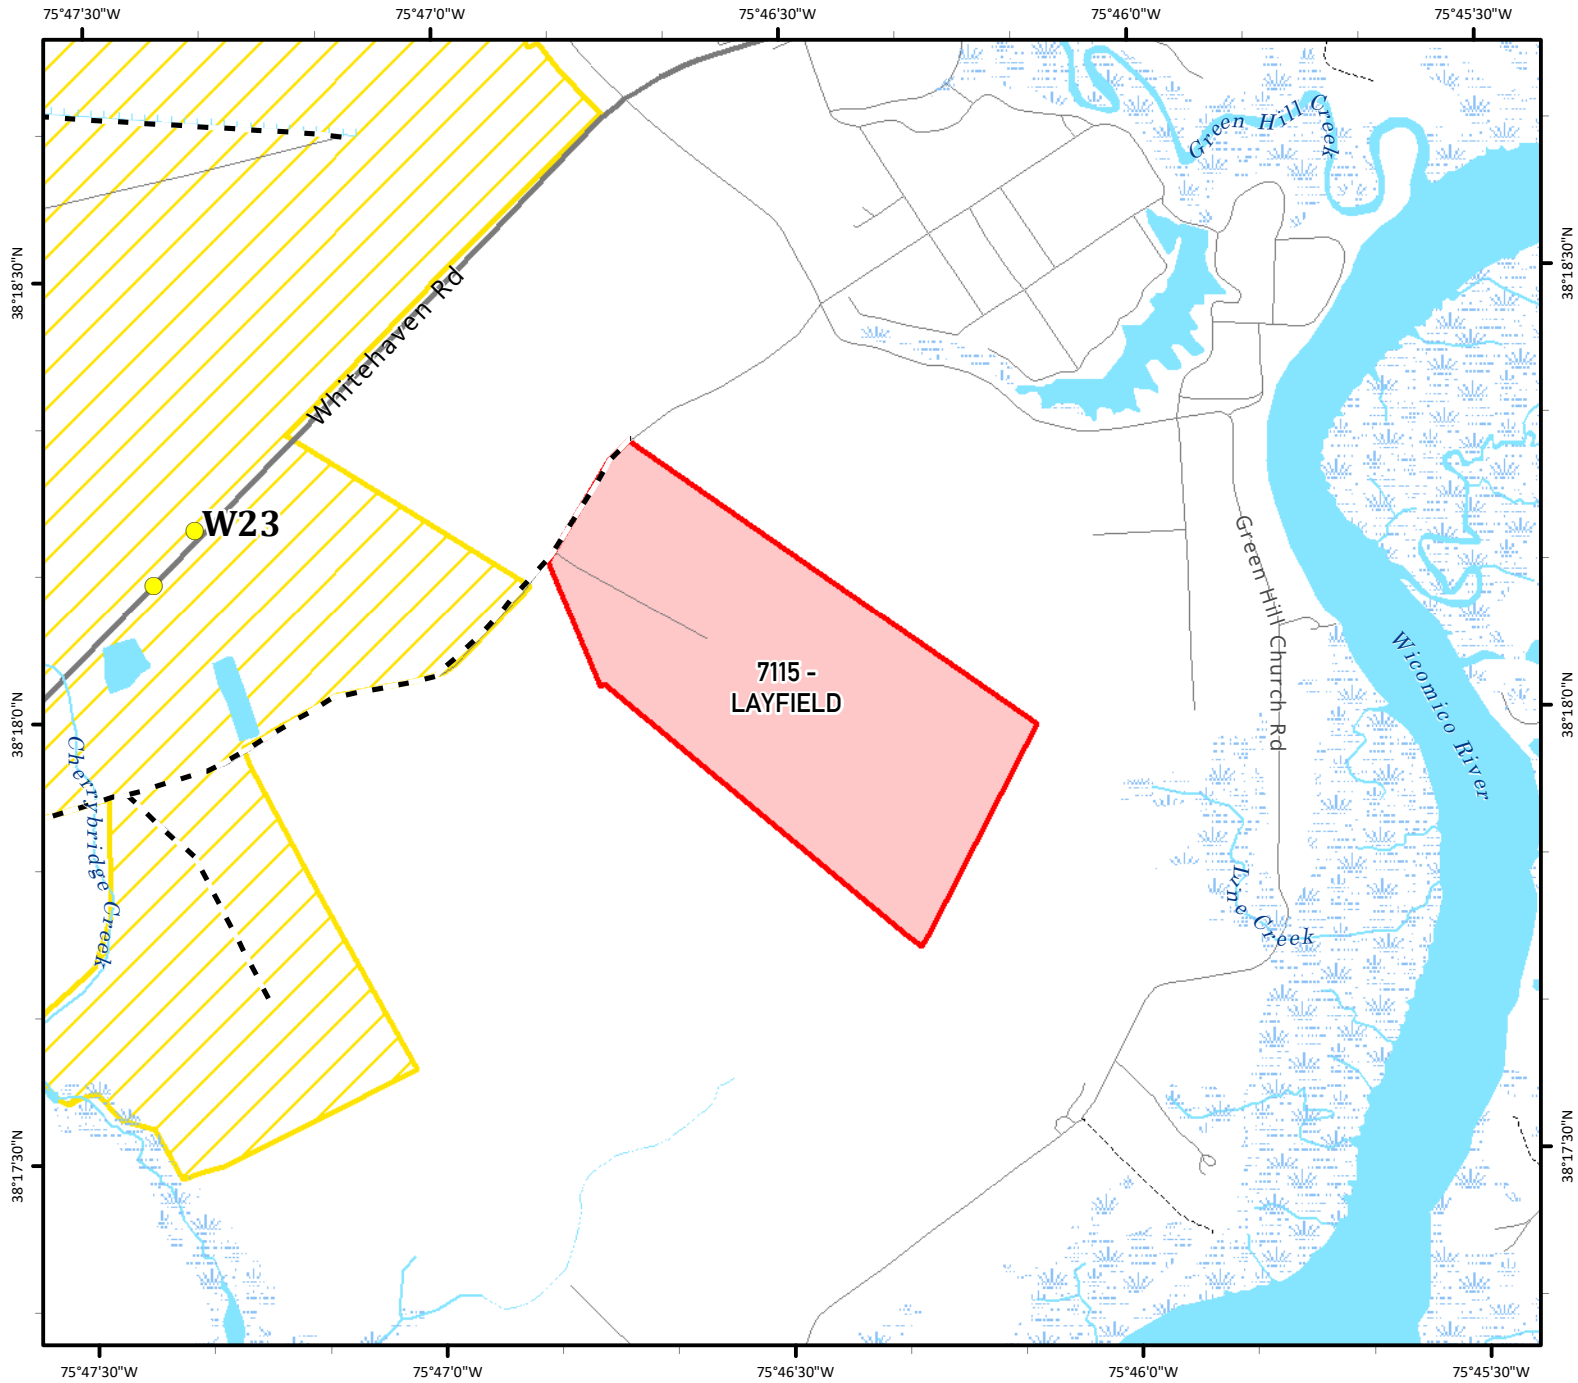 75°47'30"W
75°47'0"W
75°46'30"W
75°46'0"W
75°45'30"W
Green Hill Creek
38°18'30"N
38°18'30"N
Whitehaven Rd
W23
Green Hill Church Rd
Wicomico River
7115 -
LAYFIELD
38°18'0"N
38°18'0"N
Cherrybridge Creek
Line Creek
38°17'30"N
38°17'30"N
75°47'30"W
75°47'0"W
75°46'30"W
75°46'0"W
75°45'30"W